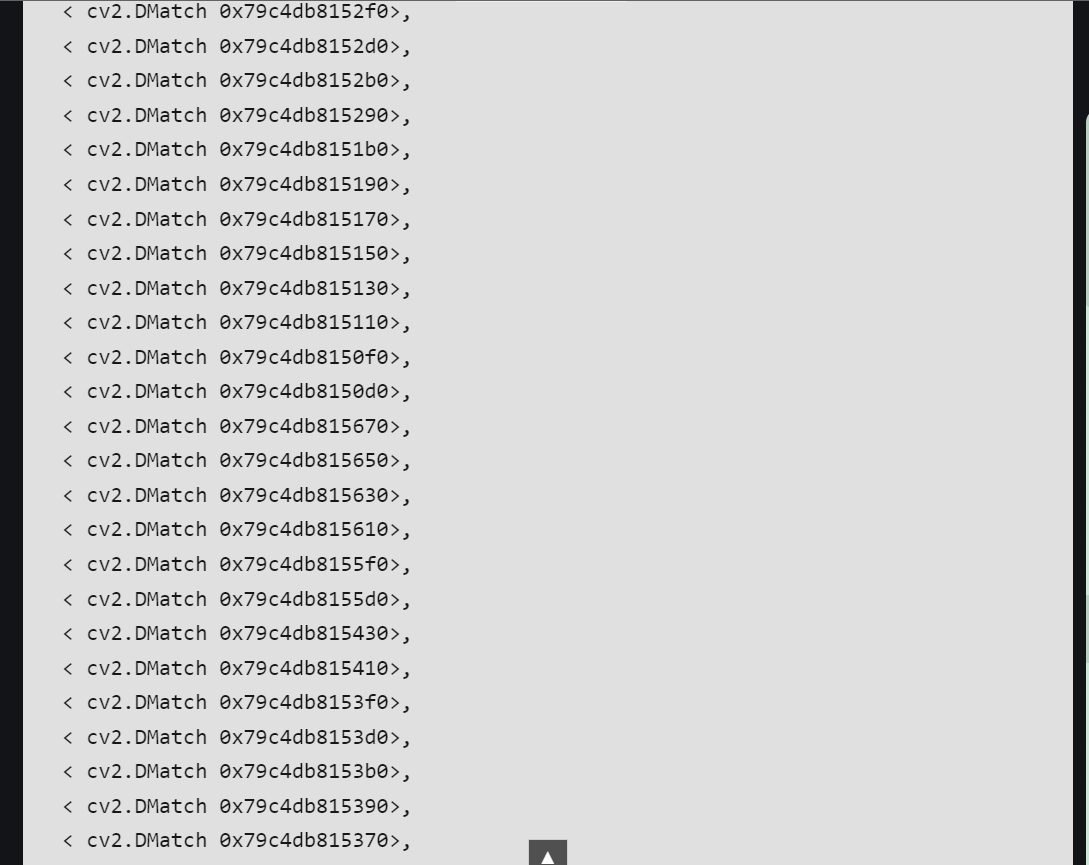 < cv2.DMatch 0x79c4db8152f0>,
< cv2.DMatch 0x79c4db8152d0>,
< cv2.DMatch 0x79c4db8152b0>,
< cv2.DMatch 0x79c4db815290>,
< cv2.DMatch 0x79c4db8151b0>,
< cv2.DMatch 0x79c4db815190>,
< cv2.DMatch 0x79c4db815170>,
< cv2.DMatch 0x79c4db815150>,
< cv2.DMatch 0x79c4db815130>,
< cv2.DMatch 0x79c4db815110>,
< cv2.DMatch 0x79c4db8150f0>,
< cv2.DMatch 0x79c4db8150d0>,
< cv2.DMatch 0x79c4db815670>,
< cv2.DMatch 0x79c4db815650>,
< cv2.DMatch 0x79c4db815630>,
< cv2.DMatch 0x79c4db815610>,
< cv2.DMatch 0x79c4db8155f0>,
< cv2.DMatch 0x79c4db8155d0>,
< cv2.DMatch 0x79c4db815430>,
< cv2.DMatch 0x79c4db815410>,
< cv2.DMatch 0x79c4db8153f0>,
< cv2.DMatch 0x79c4db8153d0>,
< cv2.DMatch 0x79c4db8153b0>,
< cv2.DMatch 0x79c4db815390>,
< cv2.DMatch 0x79c4db815370>,